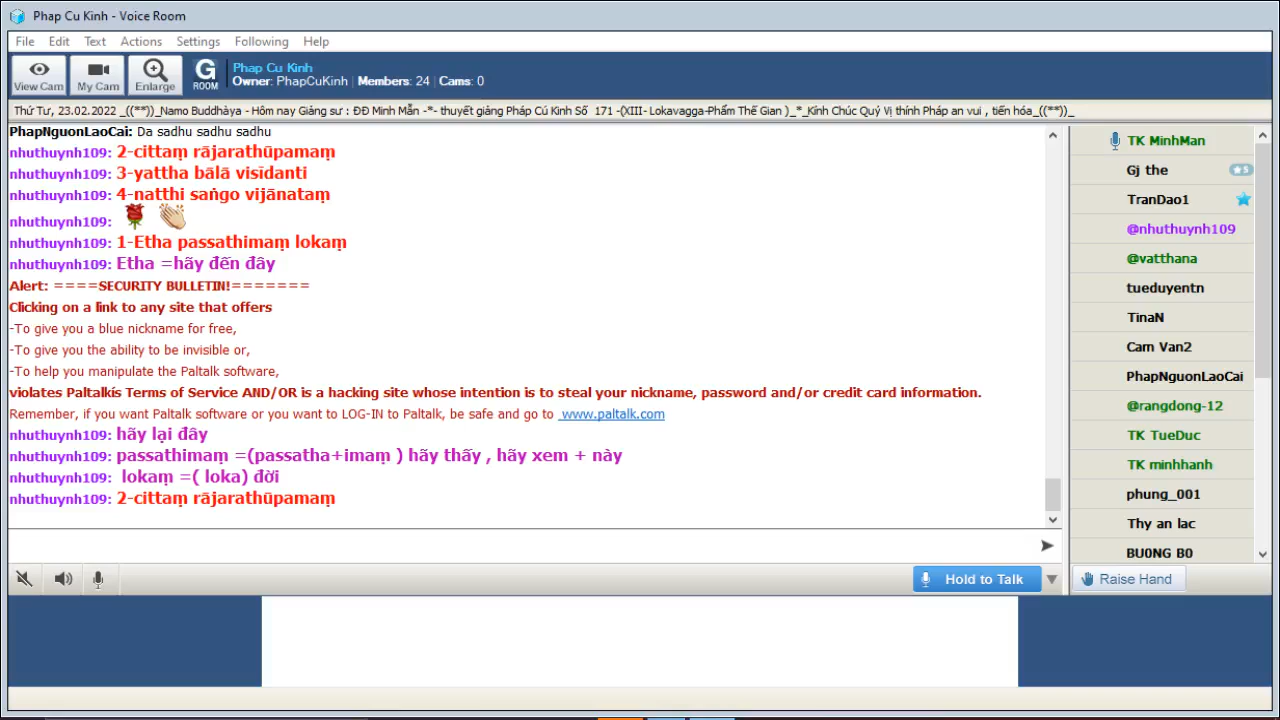 Phap Cu Kinh - Voice Room
File Edit Text Actions Settings Following Help
View Cam My Cam Enlarge G ROOM
Phap Cu Kinh
Owner: PhapCuKinh | Members: 24 | Cams: 0
Thứ Tư, 23.02.2022 _((**))_Namo Buddhàya - Hôm nay Giảng sư : ĐĐ Minh Mẫn -*- thuyết giảng Pháp Cú Kinh Số 171 -(XIII- Lokavagga-Phẩm Thế Gian )_*_Kính Chúc Quý Vị thính Pháp an vui , tiến hóa_((**))_
PhapNguonLaoCai: Da sadhu sadhu sadhu
nhuthuynh109: 2-cittaṃ rājarathūpamaṃ
nhuthuynh109: 3-yattha bālā visīdanti
nhuthuynh109: 4-natthi saṅgo vijānataṃ
nhuthuynh109:
nhuthuynh109: 1-Etha passathimaṃ lokaṃ
nhuthuynh109: Etha =hãy đến đây
Alert: ====SECURITY BULLETIN!=======
Clicking on a link to any site that offers
-To give you a blue nickname for free,
-To give you the ability to be invisible or,
-To help you manipulate the Paltalk software,
violates Paltalkís Terms of Service AND/OR is a hacking site whose intention is to steal your nickname, password and/or credit card information.
Remember, if you want Paltalk software or you want to LOG-IN to Paltalk, be safe and go to www.paltalk.com
nhuthuynh109: hãy lại đây
nhuthuynh109: passathimaṃ =(passatha+imaṃ ) hãy thấy , hãy xem + này
nhuthuynh109: lokaṃ =( loka) đời
nhuthuynh109: 2-cittaṃ rājarathūpamaṃ
TK MinhMan
Gj the
TranDao1
@nhuthuynh109
@vatthana
tueduyentn
TinaN
Cam Van2
PhapNguonLaoCai
@rangdong-12
TK TueDuc
TK minhhanh
phung_001
Thy an lac
BU0NG B0
Hold to Talk
Raise Hand